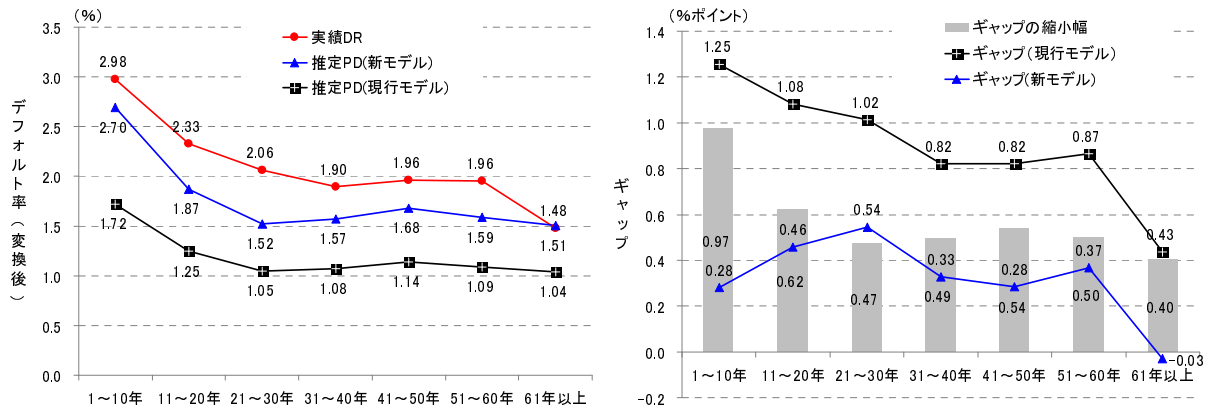 （％）
実績DR
推定PD(新モデル)
推定PD(現行モデル)
デフォルト率（変換後）
3.5
3.0
2.5
2.0
1.5
1.0
0.5
0.0
2.98
2.33
2.06
1.90
1.96
1.96
1.48
2.70
1.87
1.52
1.57
1.68
1.59
1.51
1.72
1.25
1.05
1.08
1.14
1.09
1.04
1～10年
11～20年
21～30年
31～40年
41～50年
51～60年
61年以上
（％ポイント）
ギャップの縮小幅
ギャップ（現行モデル）
ギャップ(新モデル)
ギャップ
1.4
1.2
1.0
0.8
0.6
0.4
0.2
0.0
-0.2
1.25
1.08
1.02
0.82
0.82
0.87
0.43
0.97
0.62
0.47
0.49
0.54
0.50
0.40
0.28
0.46
0.54
0.33
0.28
0.37
-0.03
1～10年
11～20年
21～30年
31～40年
41～50年
51～60年
61年以上